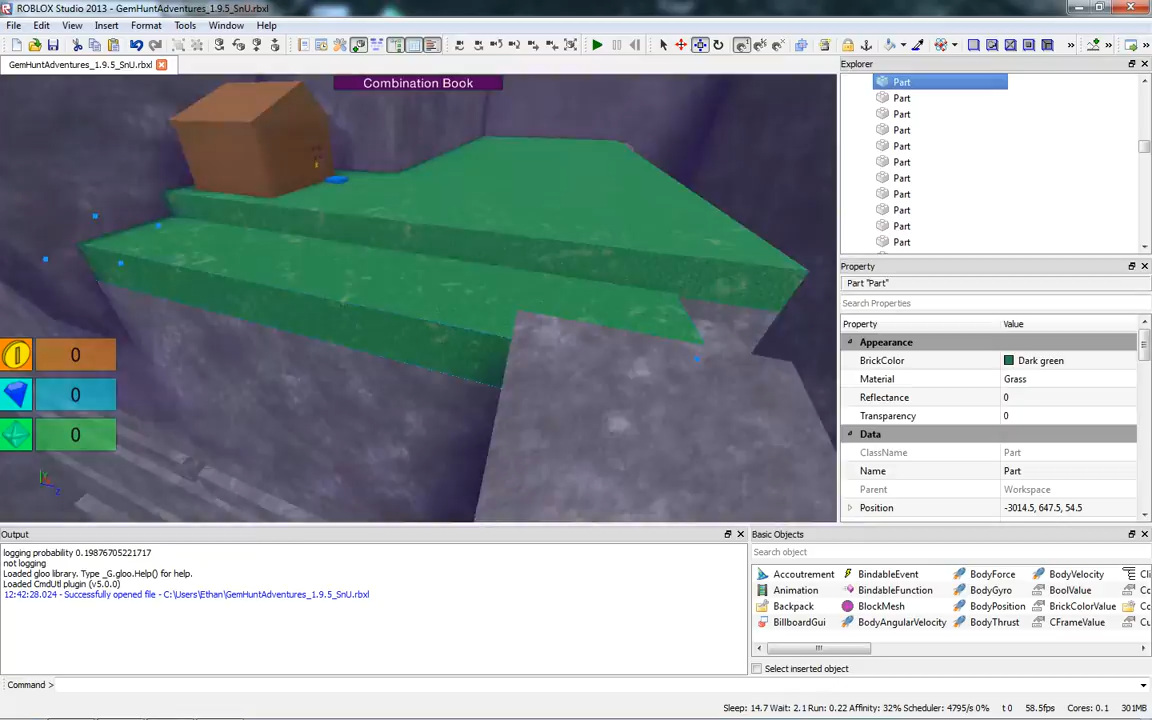 ROBLOX Studio 2013 - GemHuntAdventures_1.9.5_SnU.rbxl
File Edit View Insert Format Tools Window Help
GemHuntAdventures_1.9.5_SnU.rbxl
Combination Book
0
0
0
Explorer
Part
Part
Part
Part
Part
Part
Part
Part
Part
Part
Part
Property
Part "Part"
Search Properties
Property Value
Appearance
BrickColor Dark green
Material Grass
Reflectance 0
Transparency 0
Data
ClassName Part
Name Part
Parent Workspace
Position -3014.5, 647.5, 54.5
Output
logging probability 0.19876705221717
not logging
Loaded gloo library. Type _G.gloo.Help() for help.
Loaded CmdUtl plugin (v5.0.0)
12:42:28.024 - Successfully opened file - C:\Users\Ethan\GemHuntAdventures_1.9.5_SnU.rbxl
Basic Objects
Search object
Accoutrement BindableEvent BodyForce BodyVelocity Cli
Animation BindableFunction BodyGyro BoolValue
Backpack BlockMesh BodyPosition BrickColorValue
BillboardGui BodyAngularVelocity BodyThrust CFrameValue
Select inserted object
Command >
Sleep: 14.7 Wait: 2.1 Run: 0.22 Affinity: 32% Scheduler: 4795/s 0% t 0 58.5fps Cores: 0.1 301MB